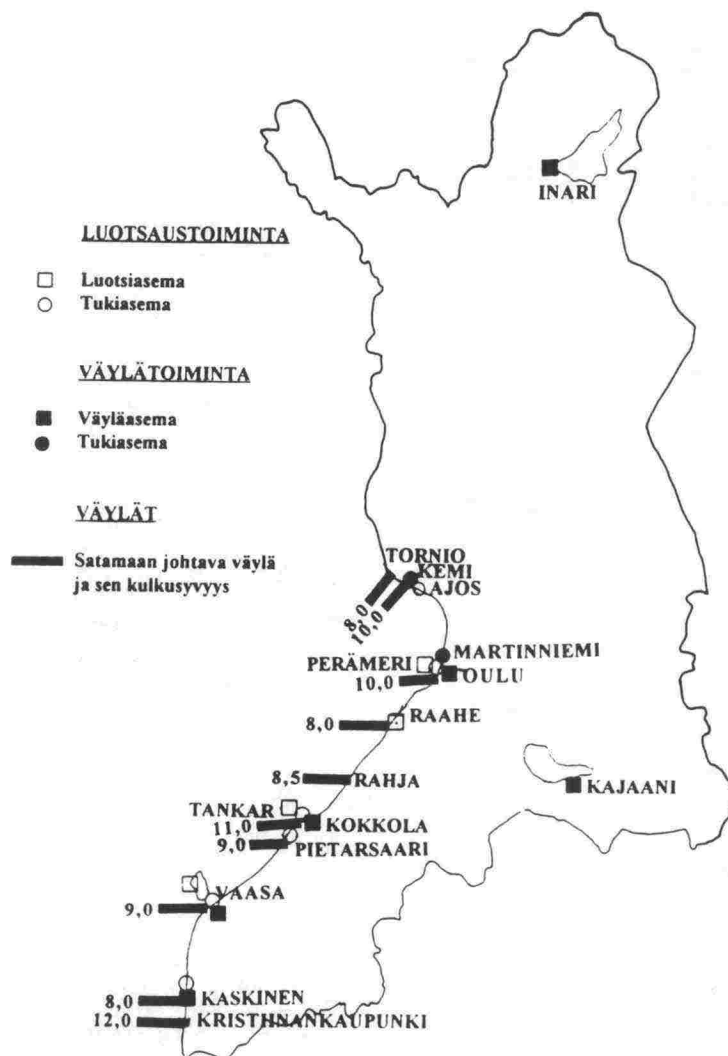 INARI
LUOTSAUSTOIMINTA
Luotsiasema
Tukiasema
VÄYLÄTOIMINTA
Väyläasema
Tukiasema
VÄYLÄT
Satamaan johtava väylä
ja sen kulkusyvyys
TORNIO
KEMI
AJOS
8,0
10,0
MARTINNIEMI
PERÄMERI
OULU
10,0
RAAHE
8,0
8,5
RAHJA
KAJAANI
TANKAR
11,0
KOKKOLA
9,0
PIETARSAARI
VAASA
9,0
KASKINEN
8,0
12,0
KRISTIINANKAUPUNKI